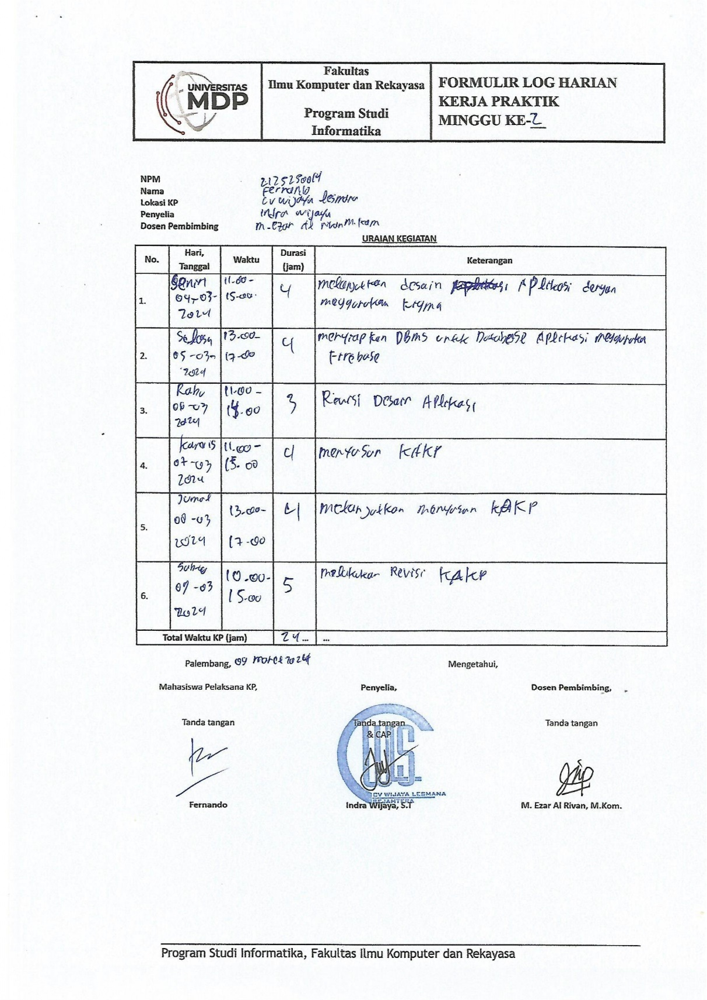 UNIVERSITAS
MDP
Fakultas
Ilmu Komputer dan Rekayasa
Program Studi
Informatika
FORMULIR LOG HARIAN
KERJA PRAKTIK
MINGGU KE-2
NPM 2125250014
Nama Fernando
Lokasi KP CV wijaya lesmana
Penyelia indra wijaya
Dosen Pembimbing M. Ezar Al rivan M.kom
URAIAN KEGIATAN
No. Hari, Tanggal Waktu Durasi (jam) Keterangan
1. Senin 04-03-2024 11.00-15.00. 4 melanjutkan desain APlikasi dengan
menggunakan Figma
2. Selasa 05-03-2024 13.00-17-00 4 menyiapkan DBMS untuk Database Aplikasi menggunakan
Firebase
3. Rabu 06-03 2024 11.00-14.00 3 Revisi Desain APlikasi
4. Kamis 07-03 2024 11.00-15.00 4 menyusun KAKP
5. Jumat 08-03 2024 13.00-17-00 4 melanjutkan menyusun KAKP
6. Sabtu 09-03 2024 10.00-15.00 5 melakukan Revisi KAKP
Total Waktu KP (jam) 24... ...
Palembang, 09 maret 2024 Mengetahui,
Mahasiswa Pelaksana KP, Penyelia, Dosen Pembimbing,
Tanda tangan Tanda tangan Tanda tangan
& CAP
CV WIJAYA LESMANA
SEJAHTERA
Fernando Indra Wijaya, S.T M. Ezar Al Rivan, M.Kom.
Program Studi Informatika, Fakultas Ilmu Komputer dan Rekayasa